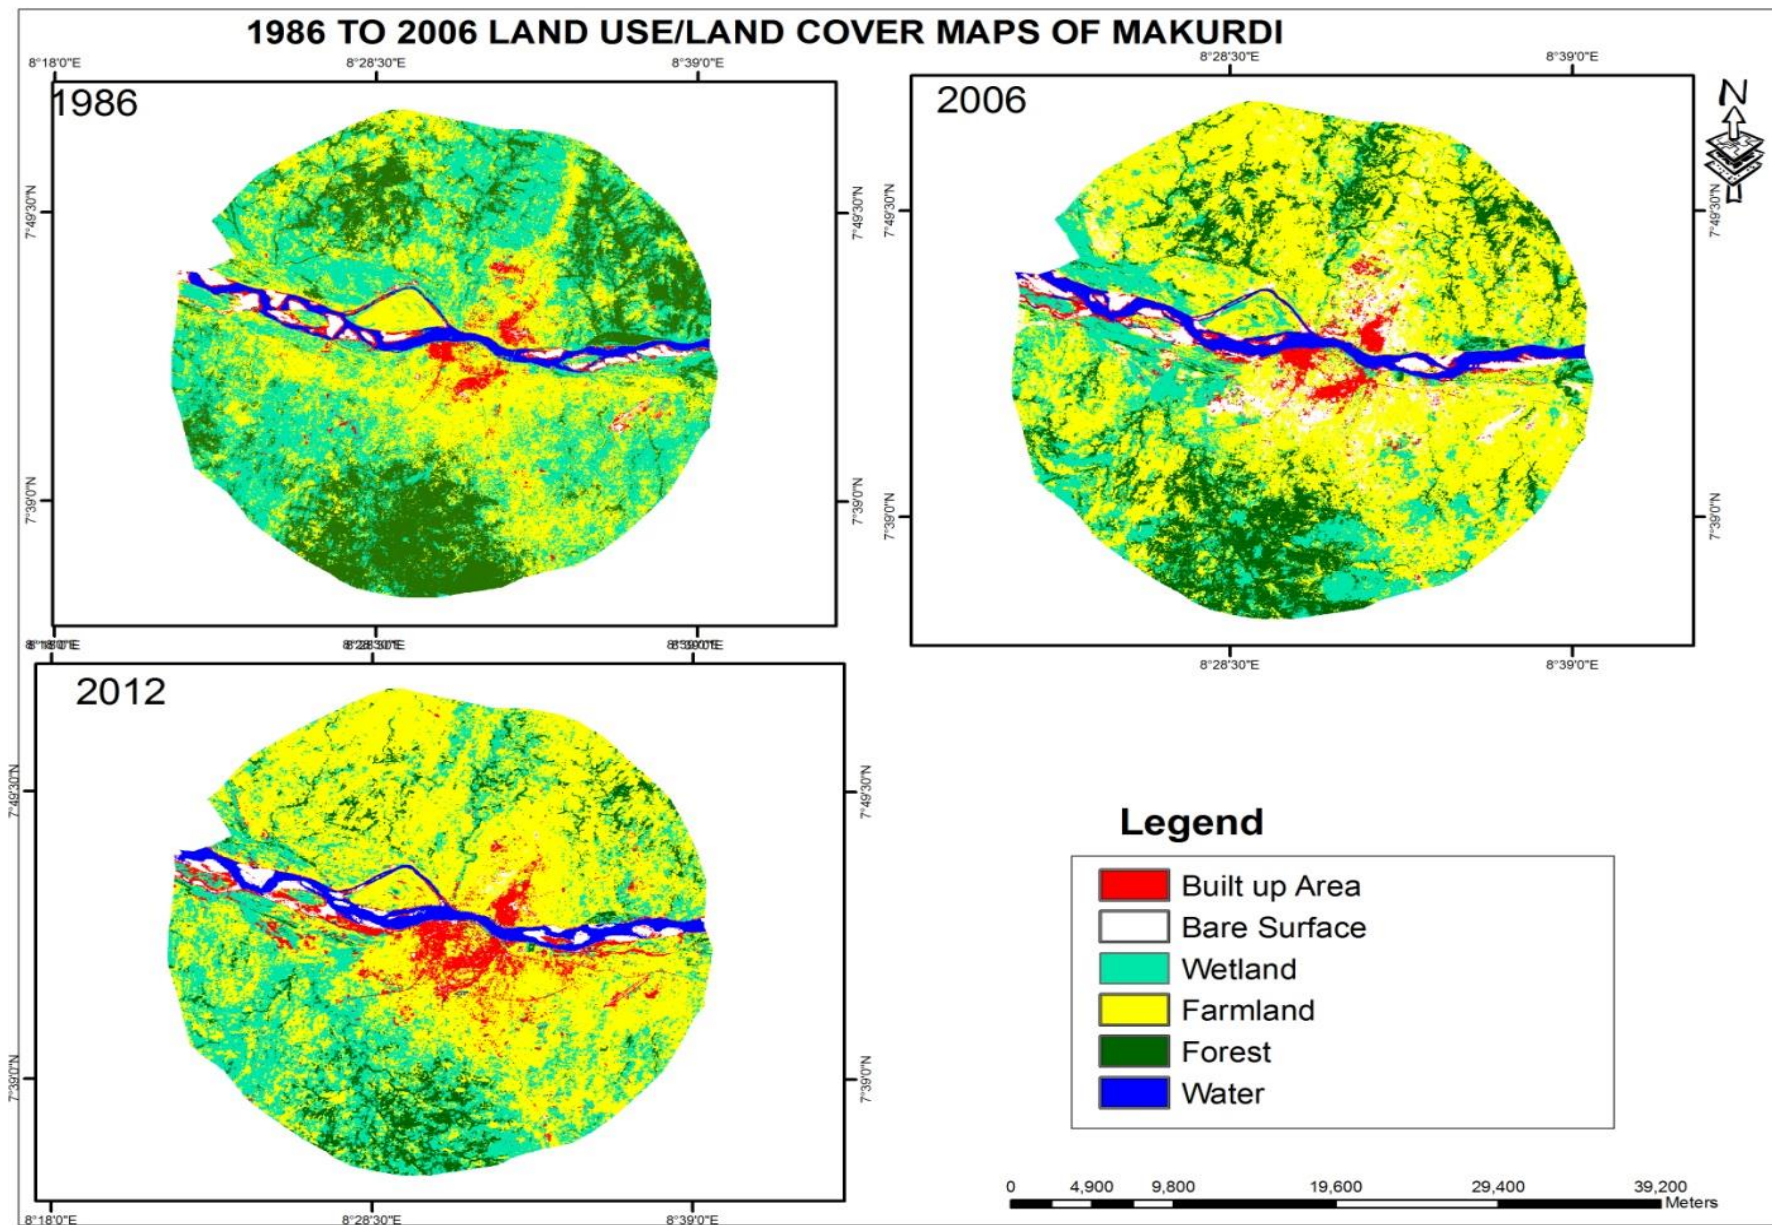 1986 TO 2006 LAND USE/LAND COVER MAPS OF MAKURDI
8°18'0"E 8°28'30"E 8°39'0"E
8°28'30"E 8°39'0"E
1986
2006
N
7°49'30"N
7°49'30"N
7°49'30"N
7°49'30"N
7°39'0"N
7°39'0"N
7°39'0"N
7°39'0"N
8°28'30"E 8°39'0"E
2012
7°49'30"N
7°49'30"N
7°39'0"N
7°39'0"N
8°18'0"E 8°28'30"E 8°39'0"E
Legend
Built up Area
Bare Surface
Wetland
Farmland
Forest
Water
0 4,900 9,800 19,600 29,400 39,200
Meters